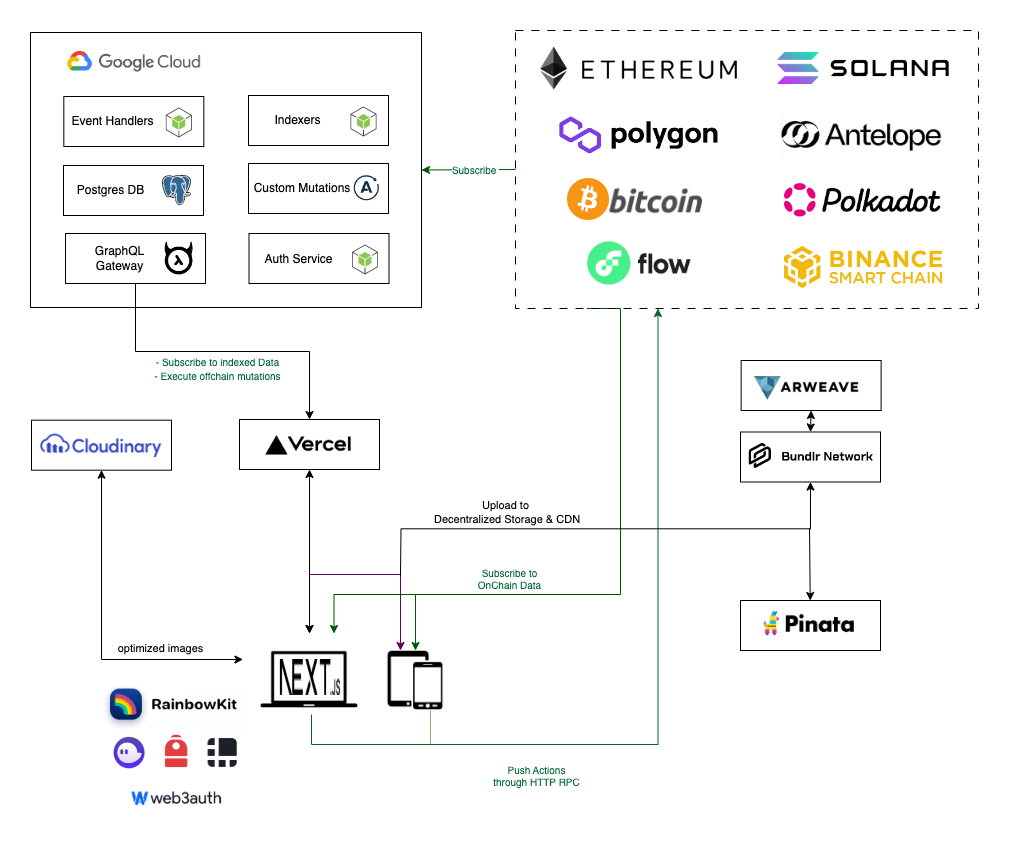 Google Cloud
Event Handlers
Indexers
Postgres DB
Custom Mutations
A
GraphQL
Gateway
Auth Service
ETHEREUM
SOLANA
polygon
Antelope
bitcoin
Polkadot
flow
BINANCE
SMART CHAIN
Subscribe
- Subscribe to indexed Data
- Execute offchain mutations
Cloudinary
Vercel
ARWEAVE
Bundlr Network
Upload to
Decentralized Storage & CDN
Subscribe to
OnChain Data
Pinata
optimized images
NEXT.JS
RainbowKit
web3auth
Push Actions
through HTTP RPC